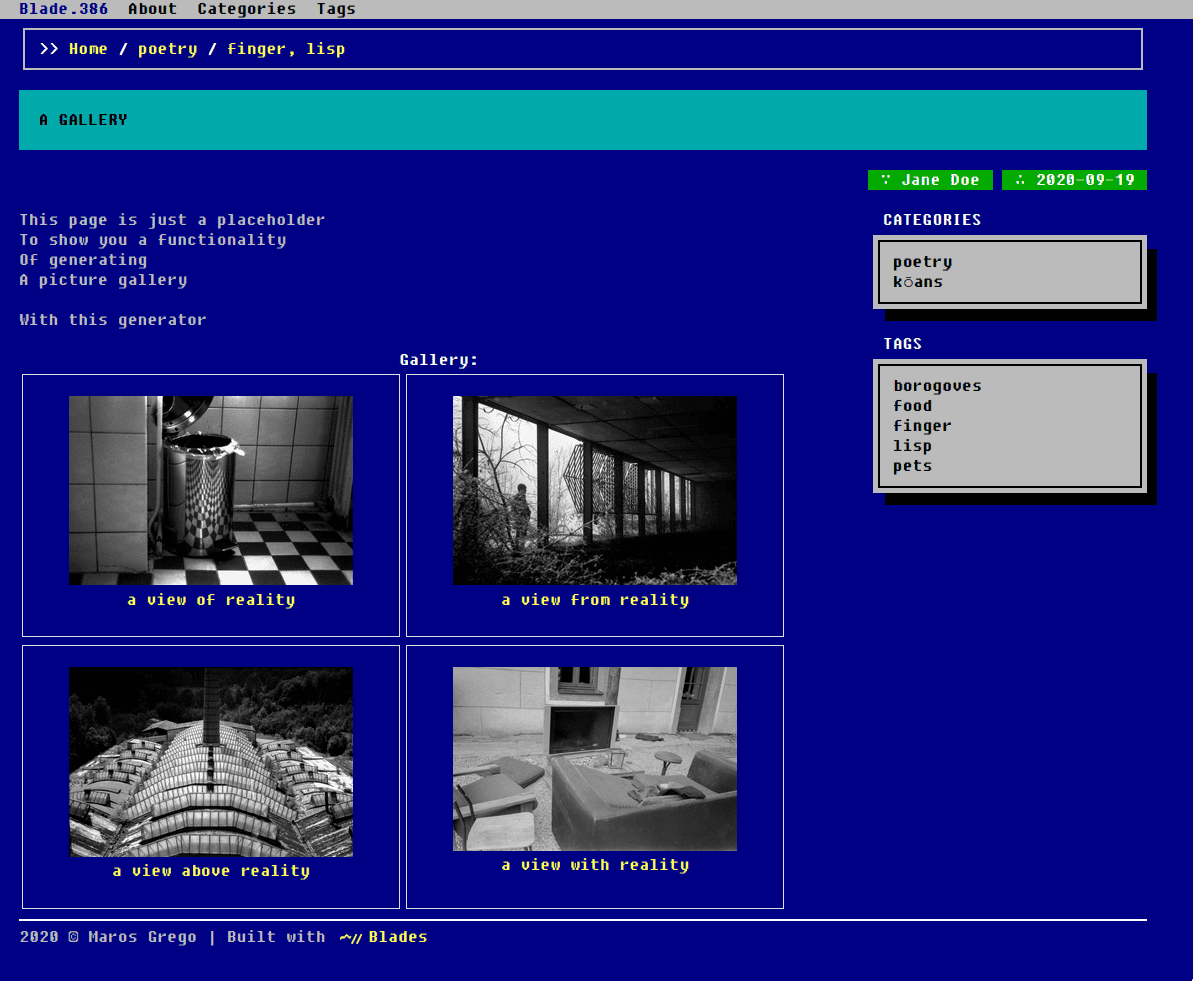 Blade.386 About Categories Tags
>> Home / poetry / finger, lisp
A GALLERY
∵ Jane Doe ∴ 2020-09-19
This page is just a placeholder
To show you a functionality
Of generating
A picture gallery
With this generator
CATEGORIES
poetry
kōans
TAGS
borogoves
food
finger
lisp
pets
Gallery:
a view of reality
a view from reality
a view above reality
a view with reality
2020 © Maros Grego | Built with ~// Blades